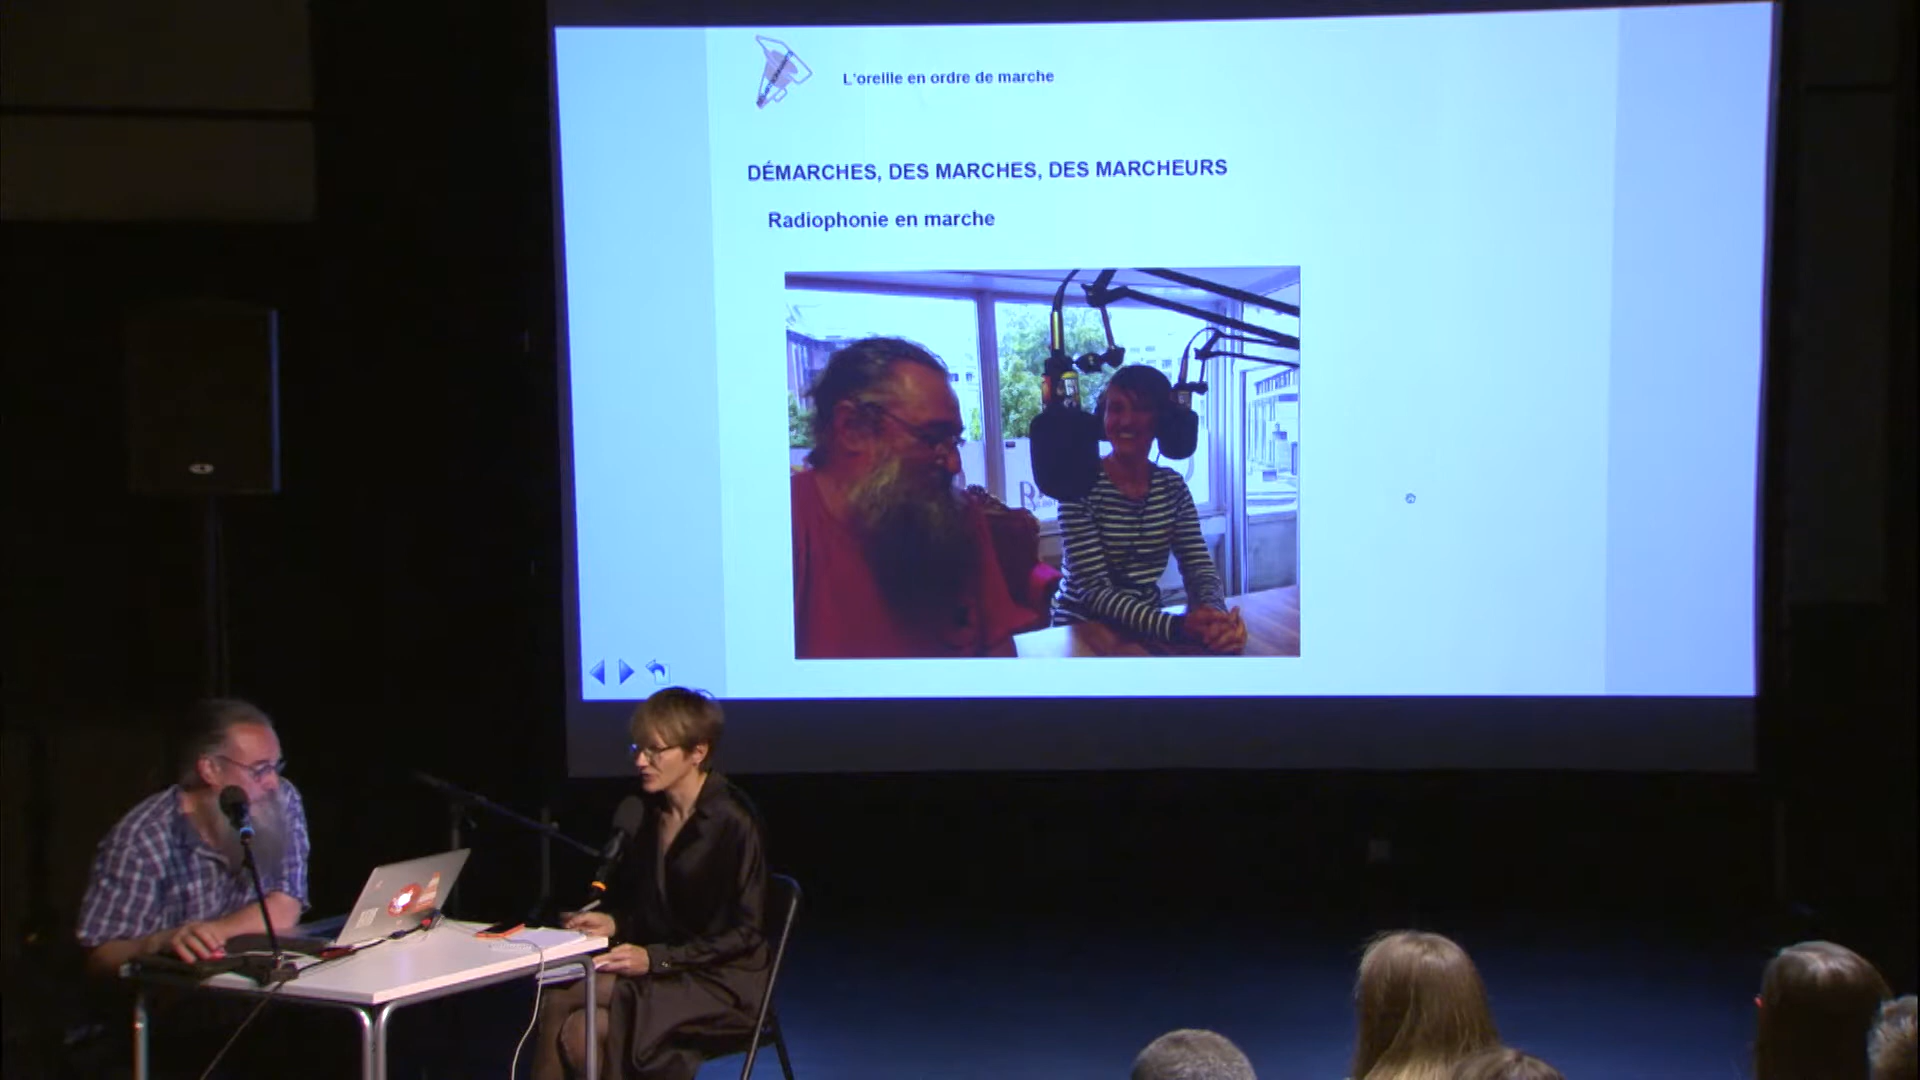 L'oreille en ordre de marche
DÉMARCHES, DES MARCHES, DES MARCHEURS
Radiophonie en marche